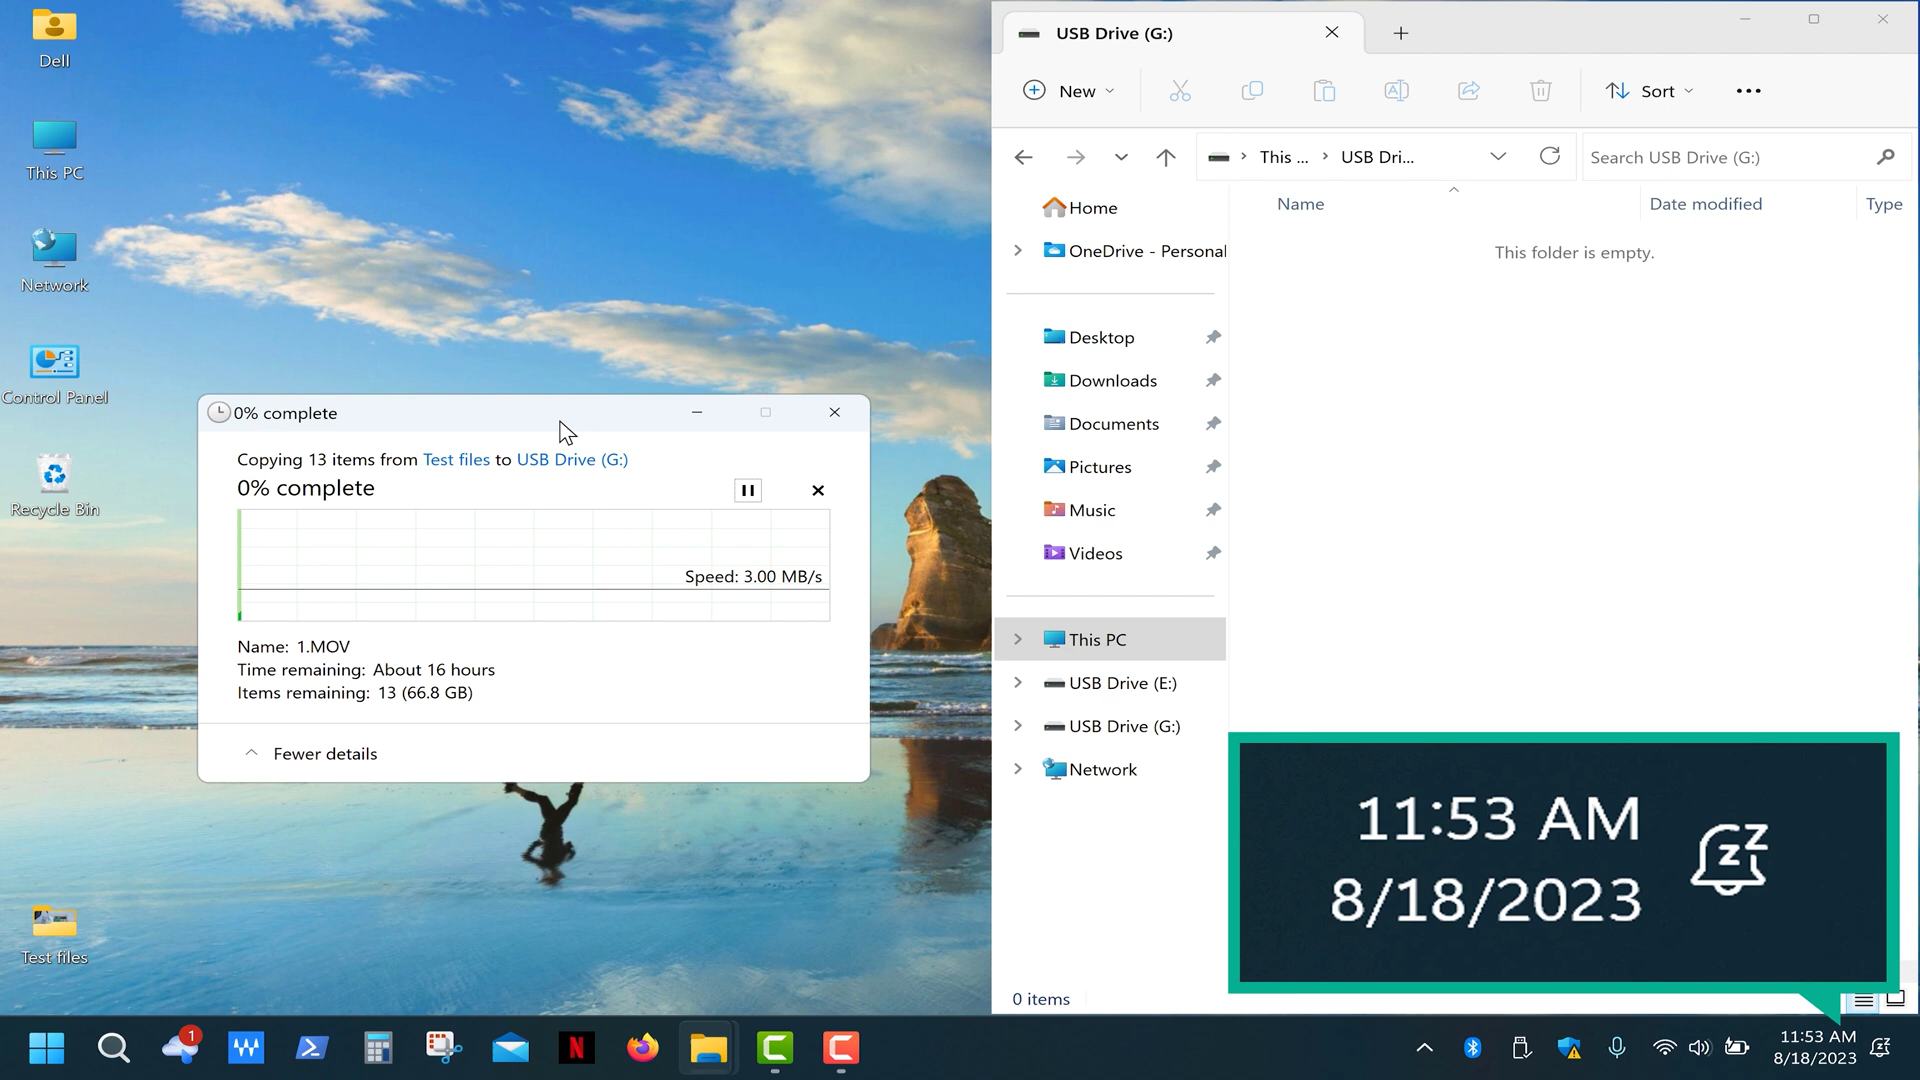 Dell
This PC
Network
Control Panel
Recycle Bin
Test files
0% complete
Copying 13 items from Test files to USB Drive (G:)
0% complete
Speed: 3.00 MB/s
Name: 1.MOV
Time remaining: About 16 hours
Items remaining: 13 (66.8 GB)
Fewer details
USB Drive (G:)
New
Sort
This ... USB Dri...
Search USB Drive (G:)
Name Date modified Type
This folder is empty.
Home
OneDrive - Personal
Desktop
Downloads
Documents
Pictures
Music
Videos
This PC
USB Drive (E:)
USB Drive (G:)
Network
0 items
11:53 AM
8/18/2023
1
11:53 AM
8/18/2023